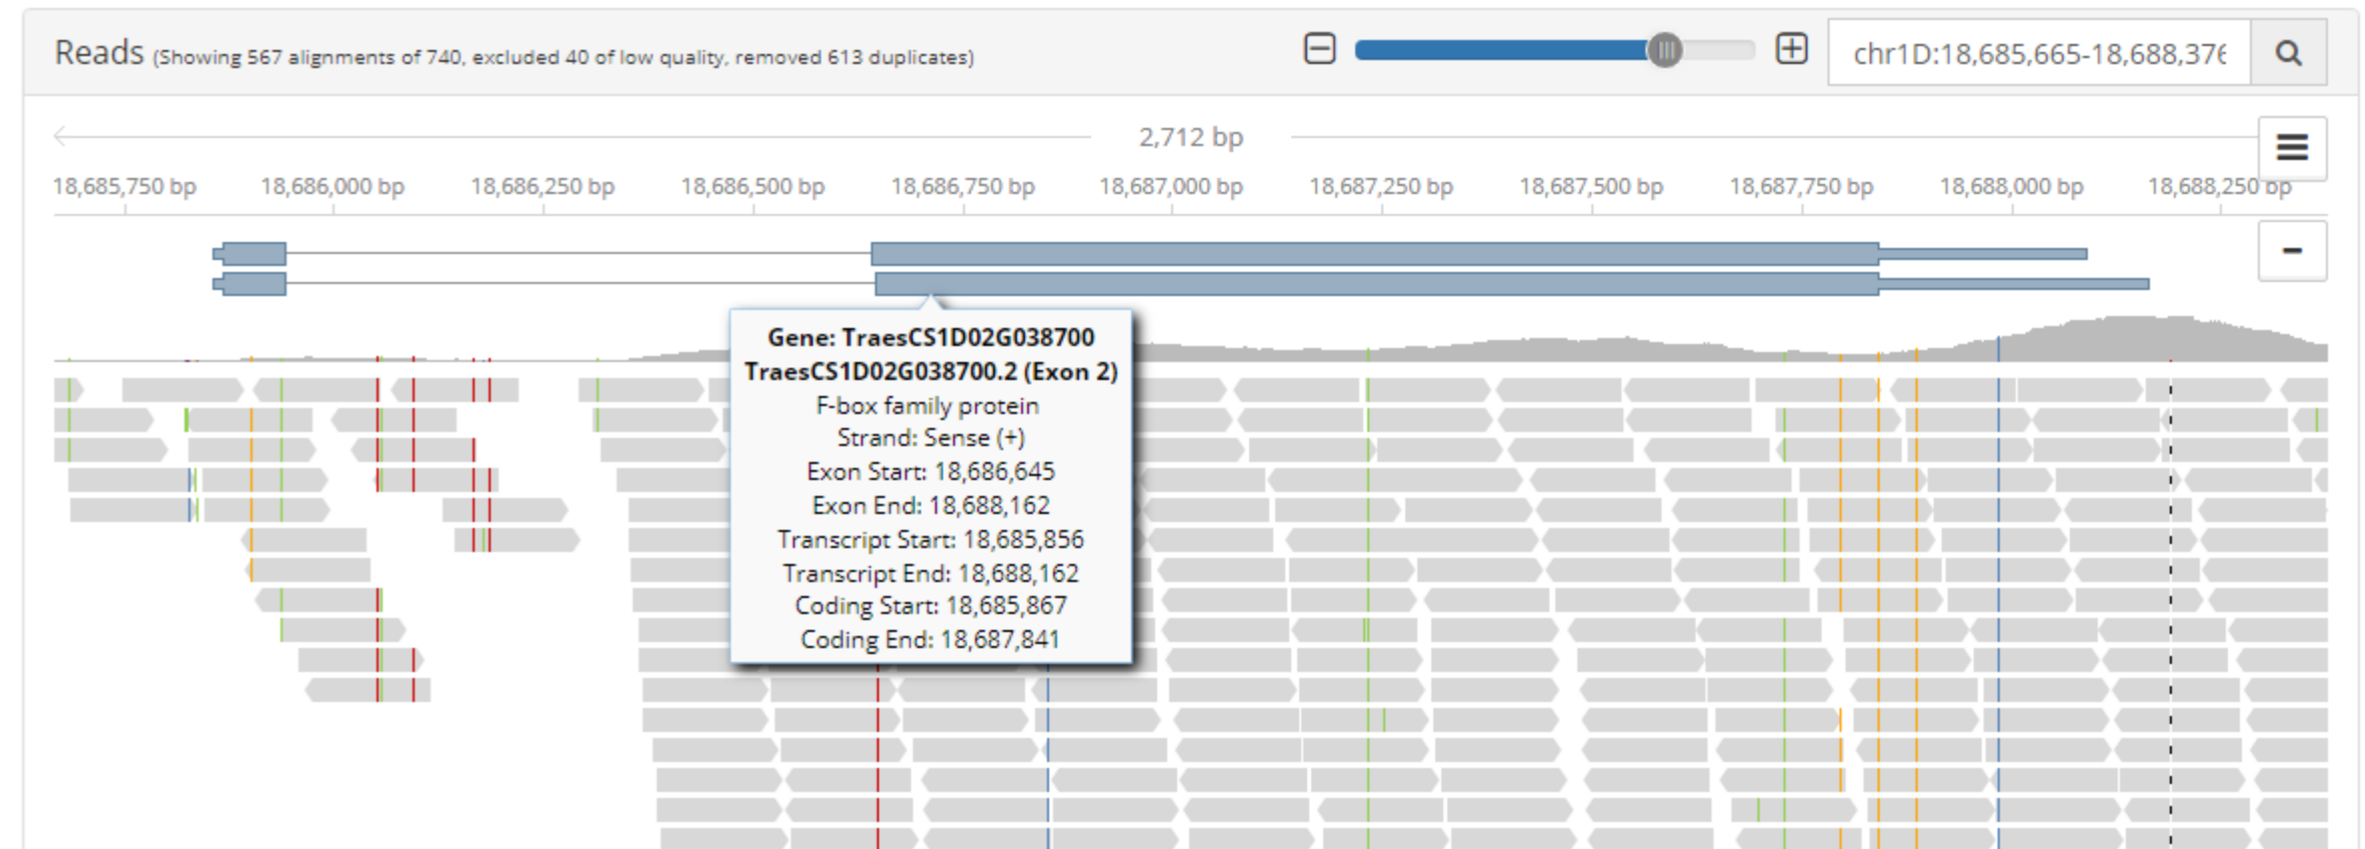 Reads (Showing 567 alignments of 740, excluded 40 of low quality, removed 613 duplicates)
chr1D:18,685,665-18,688,376
2,712 bp
18,685,750 bp 18,686,000 bp 18,686,250 bp 18,686,500 bp 18,686,750 bp 18,687,000 bp 18,687,250 bp 18,687,500 bp 18,687,750 bp 18,688,000 bp 18,688,250 bp
Gene: TraesCS1D02G038700
TraesCS1D02G038700.2 (Exon 2)
F-box family protein
Strand: Sense (+)
Exon Start: 18,686,645
Exon End: 18,688,162
Transcript Start: 18,685,856
Transcript End: 18,688,162
Coding Start: 18,685,867
Coding End: 18,687,841